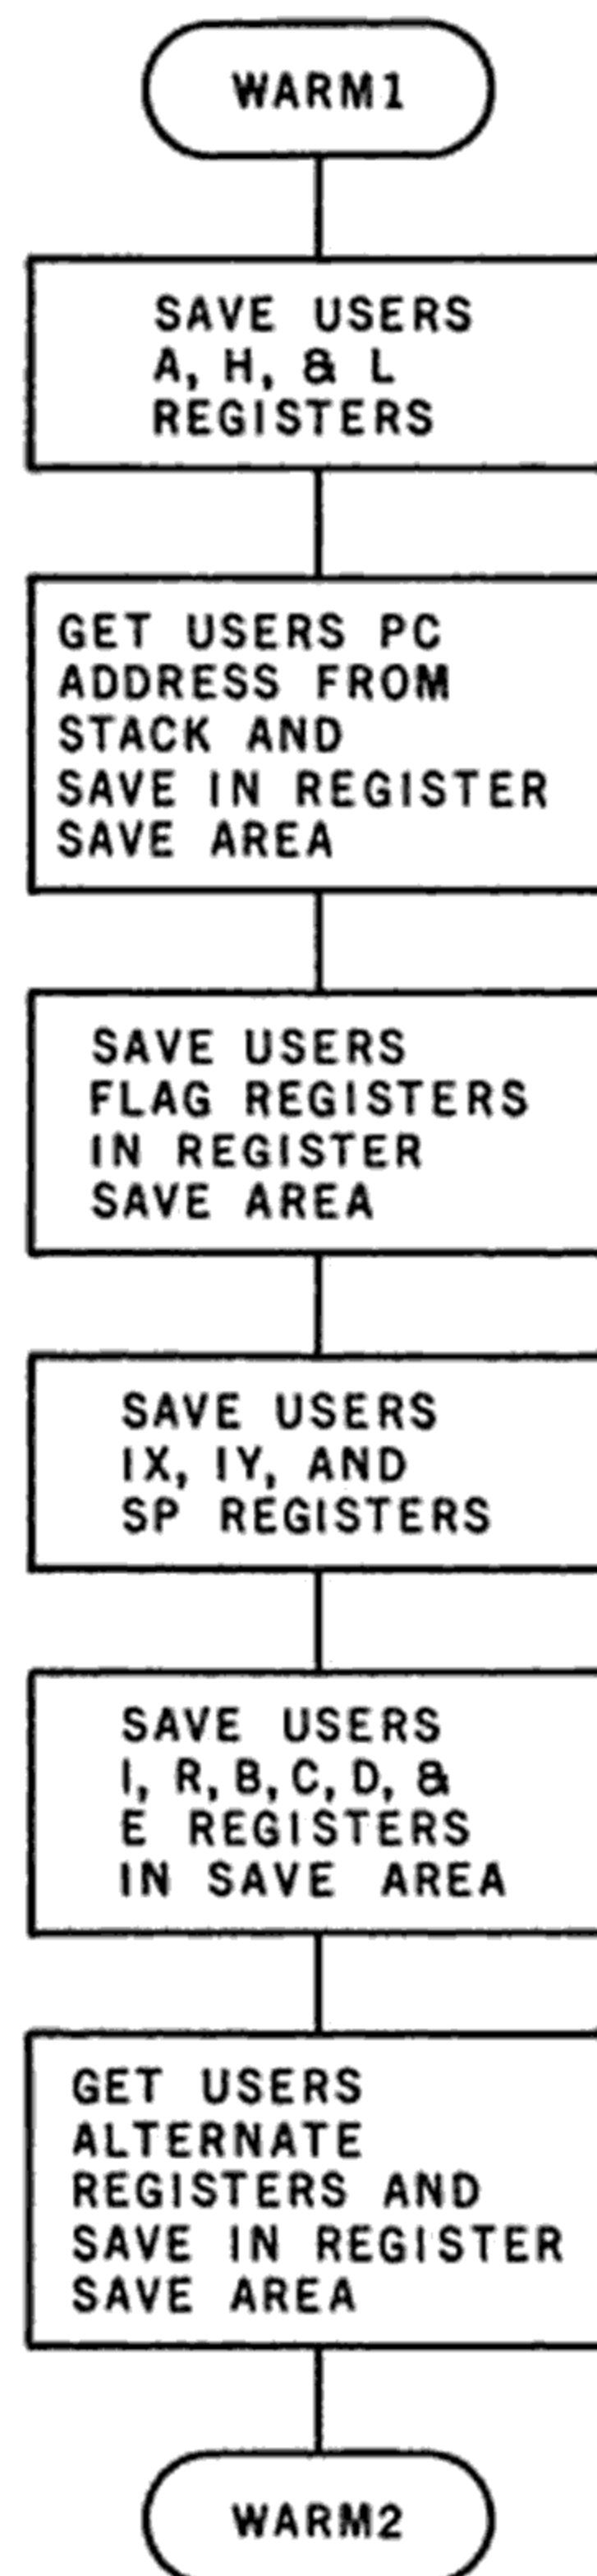 WARM1
SAVE USERS
A, H, & L
REGISTERS
GET USERS PC
ADDRESS FROM
STACK AND
SAVE IN REGISTER
SAVE AREA
SAVE USERS
FLAG REGISTERS
IN REGISTER
SAVE AREA
SAVE USERS
IX, IY, AND
SP REGISTERS
SAVE USERS
I, R, B, C, D, &
E REGISTERS
IN SAVE AREA
GET USERS
ALTERNATE
REGISTERS AND
SAVE IN REGISTER
SAVE AREA
WARM2